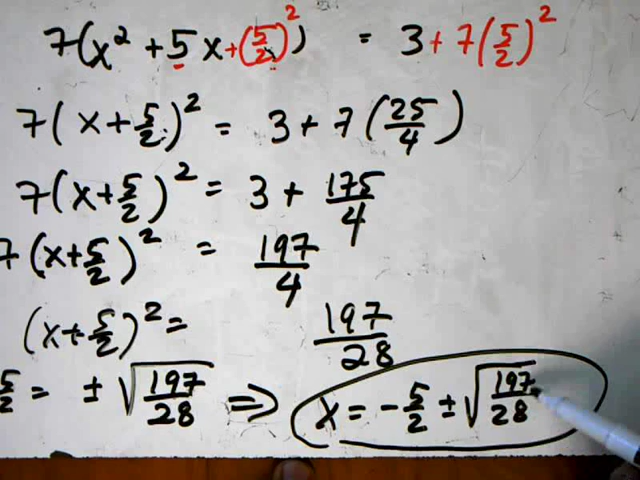 7(x² + 5x + (5/2)²) = 3 + 7(5/2)²
7(x + 5/2)² = 3 + 7(25/4)
7(x + 5/2)² = 3 + 175/4
7(x + 5/2)² = 197/4
(x + 5/2)² = 197/28
5/2 = ± √(197/28) ⇒ x = -5/2 ± √(197/28)